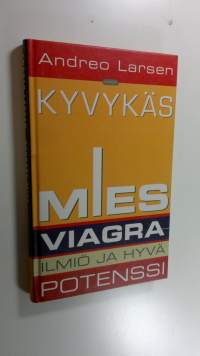 Andreo Larsen
KYVYKÄS
MIES
VIAGRA
ILMIÖ JA HYVÄ
POTENSSI